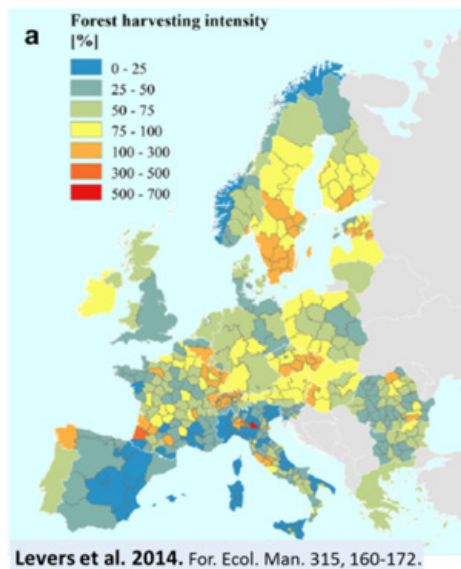 a
Forest harvesting intensity
[%]
0 - 25
25 - 50
50 - 75
75 - 100
100 - 300
300 - 500
500 - 700
Levers et al. 2014. For. Ecol. Man. 315, 160-172.